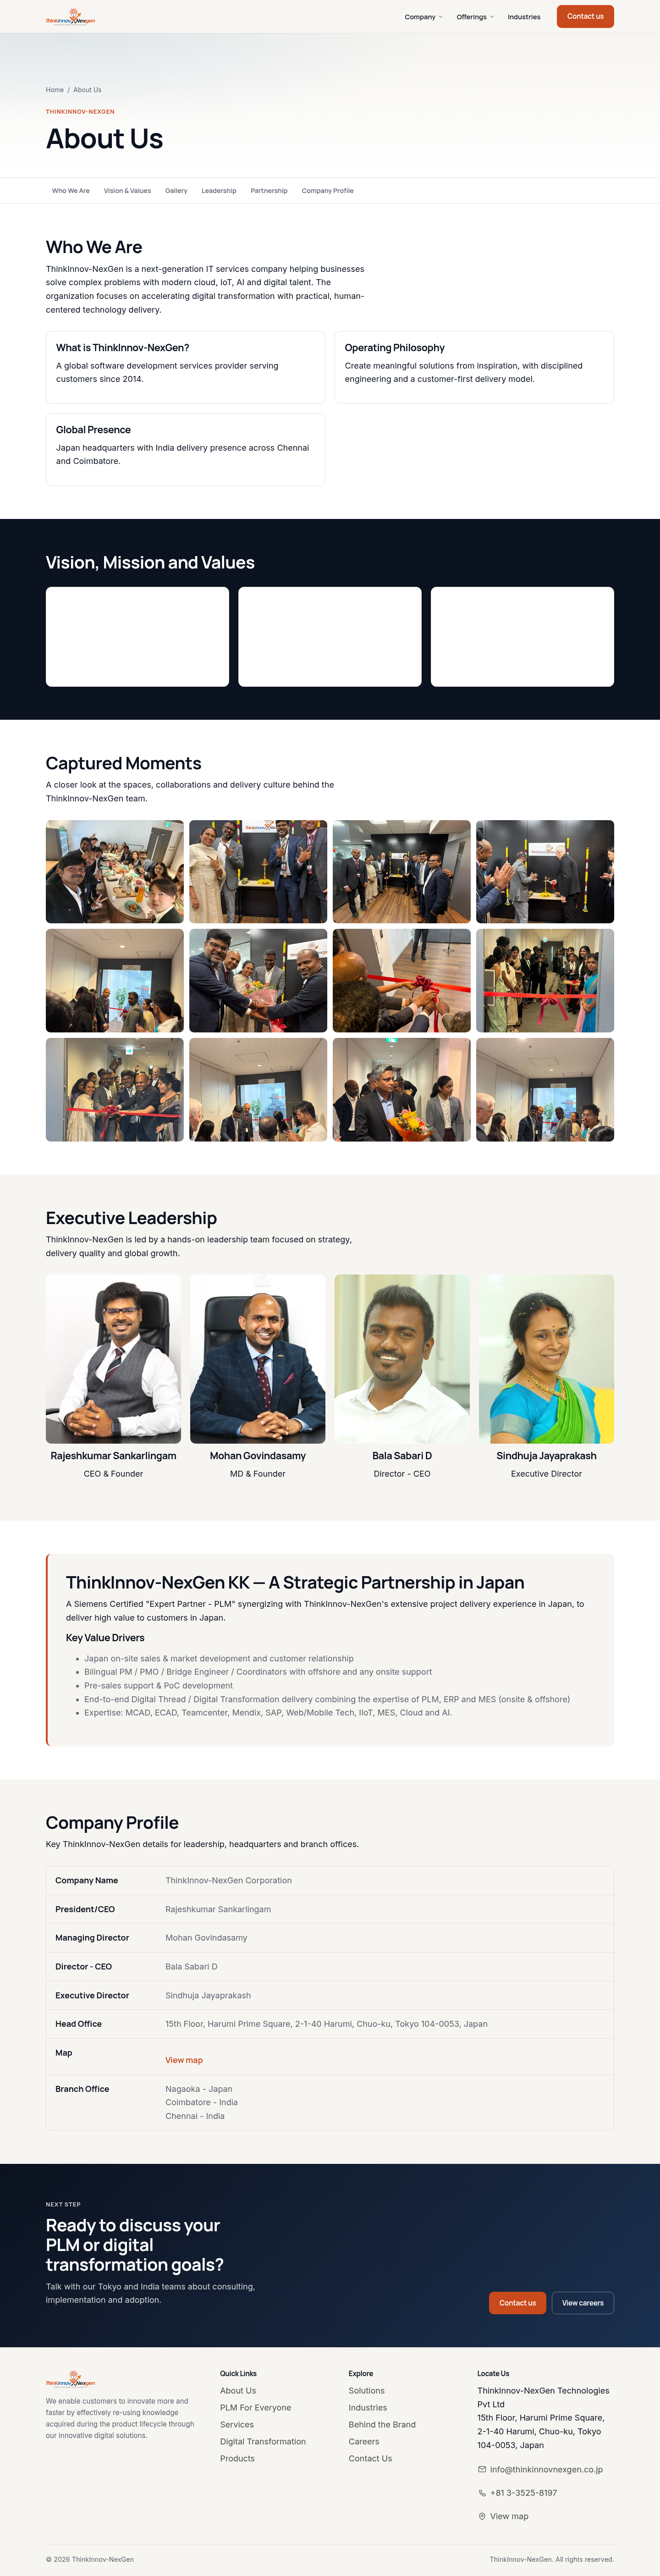 ThinkInnovXNexgen
Company
Offerings
Industries
Contact us
Home / About Us
THINKINNOV-NEXGEN
About Us
Who We Are
Vision & Values
Gallery
Leadership
Partnership
Company Profile
Who We Are
ThinkInnov-NexGen is a next-generation IT services company helping businesses
solve complex problems with modern cloud, IoT, AI and digital talent. The
organization focuses on accelerating digital transformation with practical, human-
centered technology delivery.
What is ThinkInnov-NexGen?
A global software development services provider serving
customers since 2014.
Operating Philosophy
Create meaningful solutions from inspiration, with disciplined
engineering and a customer-first delivery model.
Global Presence
Japan headquarters with India delivery presence across Chennai
and Coimbatore.
Vision, Mission and Values
Captured Moments
A closer look at the spaces, collaborations and delivery culture behind the
ThinkInnov-NexGen team.
Executive Leadership
ThinkInnov-NexGen is led by a hands-on leadership team focused on strategy,
delivery quality and global growth.
Rajeshkumar Sankarlingam
CEO & Founder
Mohan Govindasamy
MD & Founder
Bala Sabari D
Director - CEO
Sindhuja Jayaprakash
Executive Director
ThinkInnov-NexGen KK — A Strategic Partnership in Japan
A Siemens Certified "Expert Partner - PLM" synergizing with ThinkInnov-NexGen's extensive project delivery experience in Japan, to
deliver high value to customers in Japan.
Key Value Drivers
• Japan on-site sales & market development and customer relationship
• Bilingual PM / PMO / Bridge Engineer / Coordinators with offshore and any onsite support
• Pre-sales support & PoC development
• End-to-end Digital Thread / Digital Transformation delivery combining the expertise of PLM, ERP and MES (onsite & offshore)
• Expertise: MCAD, ECAD, Teamcenter, Mendix, SAP, Web/Mobile Tech, IIoT, MES, Cloud and AI.
Company Profile
Key ThinkInnov-NexGen details for leadership, headquarters and branch offices.
Company Name
ThinkInnov-NexGen Corporation
President/CEO
Rajeshkumar Sankarlingam
Managing Director
Mohan Govindasamy
Director - CEO
Bala Sabari D
Executive Director
Sindhuja Jayaprakash
Head Office
15th Floor, Harumi Prime Square, 2-1-40 Harumi, Chuo-ku, Tokyo 104-0053, Japan
Map
View map
Branch Office
Nagaoka - Japan
Coimbatore - India
Chennai - India
NEXT STEP
Ready to discuss your
PLM or digital
transformation goals?
Talk with our Tokyo and India teams about consulting,
implementation and adoption.
Contact us
View careers
ThinkInnovXNexgen
We enable customers to innovate more and
faster by effectively re-using knowledge
acquired during the product lifecycle through
our innovative digital solutions.
Quick Links
About Us
PLM For Everyone
Services
Digital Transformation
Products
Explore
Solutions
Industries
Behind the Brand
Careers
Contact Us
Locate Us
ThinkInnov-NexGen Technologies
Pvt Ltd
15th Floor, Harumi Prime Square,
2-1-40 Harumi, Chuo-ku, Tokyo
104-0053, Japan
info@thinkinnovnexgen.co.jp
+81 3-3525-8197
View map
© 2026 ThinkInnov-NexGen
ThinkInnov-NexGen. All rights reserved.